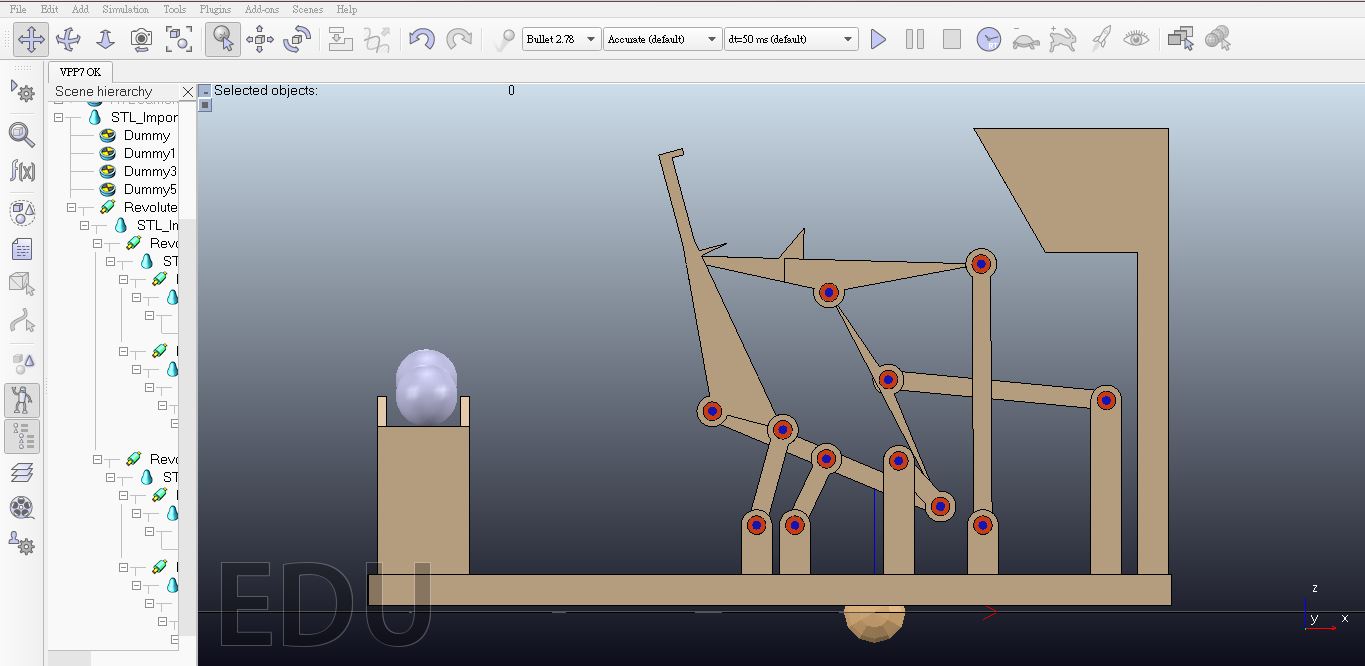 File Edit Add Simulation Tools Plugins Add-ons Scenes Help
Bullet 2.78 Accurate (default) dt=50 ms (default)
RT
VPP7 OK
Scene hierarchy
Selected objects: 0
f(x)
STL_Impor
Dummy
Dummy1
Dummy3
Dummy5
Revolute
STL_In
Revo
ST
Revo
ST
EDU
z
y x